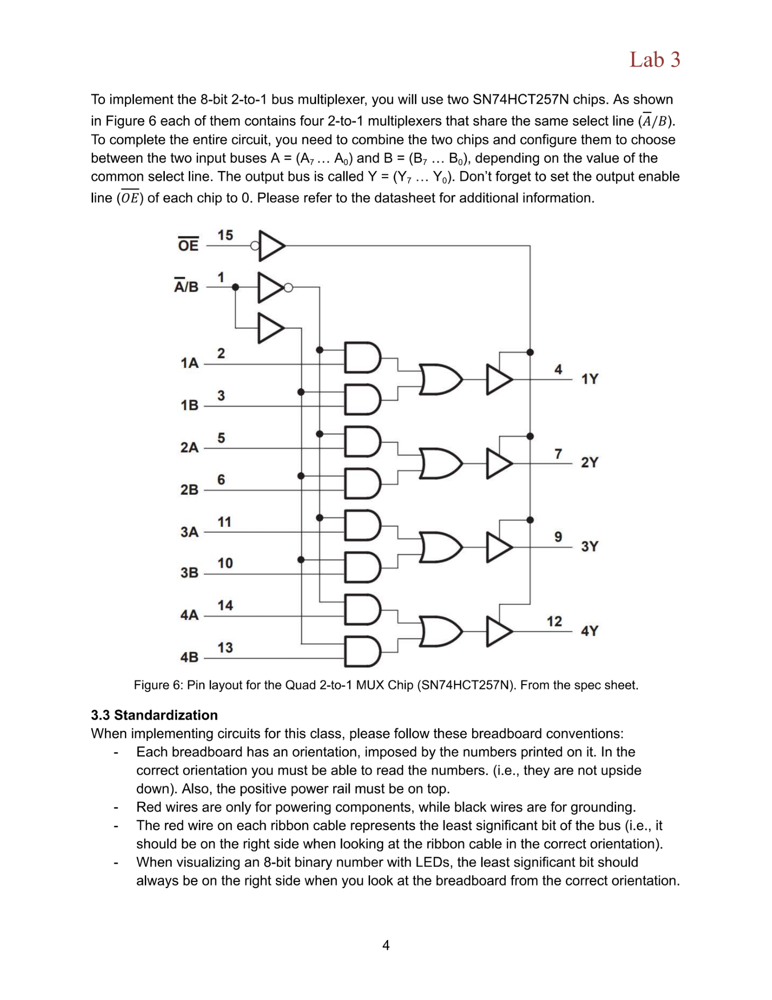 Lab 3
To implement the 8-bit 2-to-1 bus multiplexer, you will use two SN74HCT257N chips. As shown
in Figure 6 each of them contains four 2-to-1 multiplexers that share the same select line (A̅/B).
To complete the entire circuit, you need to combine the two chips and configure them to choose
between the two input buses A = (A₇ … A₀) and B = (B₇ … B₀), depending on the value of the
common select line. The output bus is called Y = (Y₇ … Y₀). Don’t forget to set the output enable
line (O̅E̅) of each chip to 0. Please refer to the datasheet for additional information.
O̅E̅ 15
A̅/B 1
1A 2
4 1Y
1B 3
2A 5
7 2Y
2B 6
3A 11
9 3Y
3B 10
4A 14
12 4Y
4B 13
Figure 6: Pin layout for the Quad 2-to-1 MUX Chip (SN74HCT257N). From the spec sheet.
3.3 Standardization
When implementing circuits for this class, please follow these breadboard conventions:
- Each breadboard has an orientation, imposed by the numbers printed on it. In the
correct orientation you must be able to read the numbers. (i.e., they are not upside
down). Also, the positive power rail must be on top.
- Red wires are only for powering components, while black wires are for grounding.
- The red wire on each ribbon cable represents the least significant bit of the bus (i.e., it
should be on the right side when looking at the ribbon cable in the correct orientation).
- When visualizing an 8-bit binary number with LEDs, the least significant bit should
always be on the right side when you look at the breadboard from the correct orientation.
4